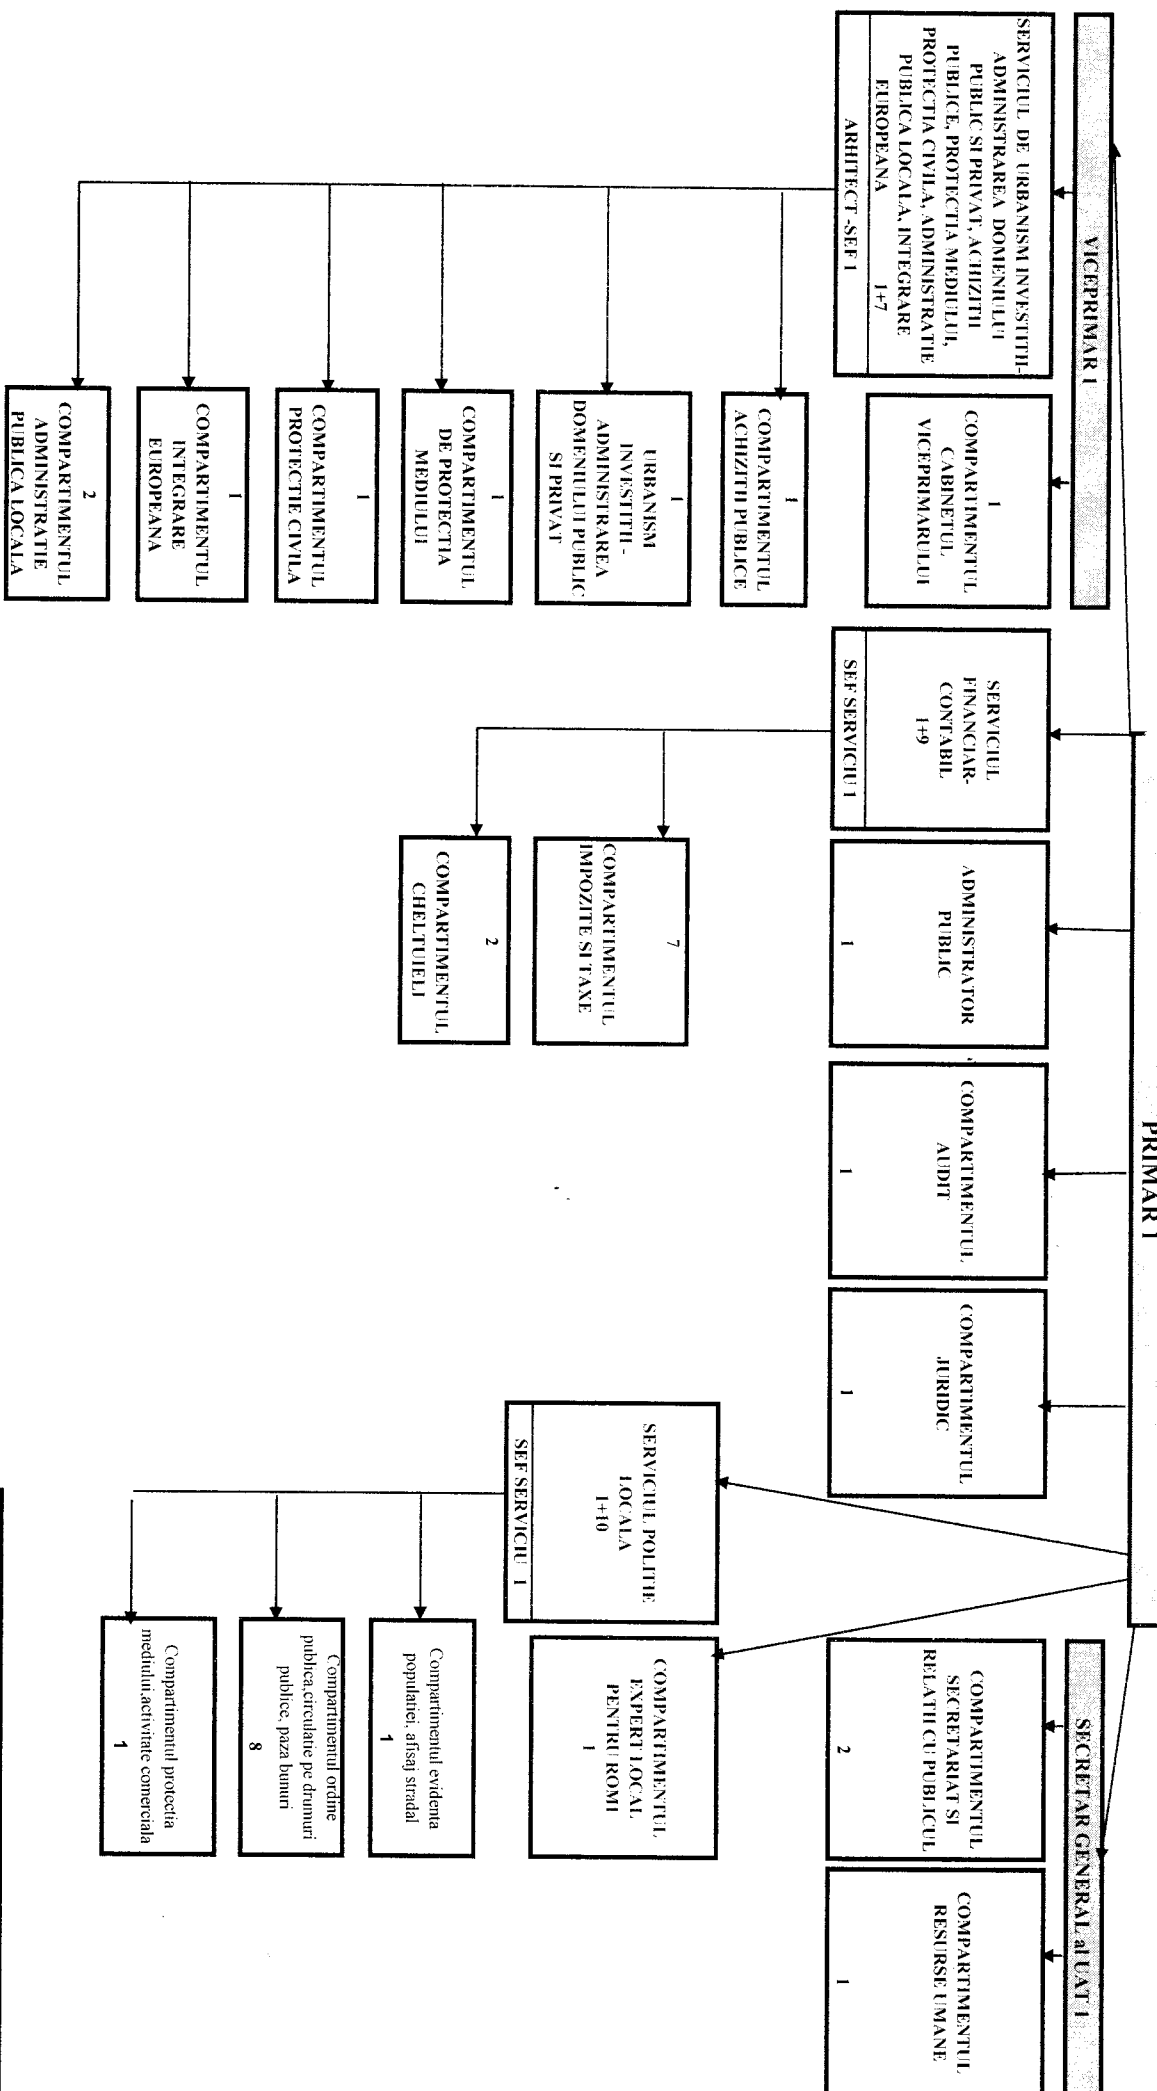 PRIMAR 1
VICEPRIMAR 1
SECRETAR GENERAL al UAT 1
SERVICIUL DE URBANISM INVESTITII-
ADMINISTRAREA DOMENIULUI
PUBLIC SI PRIVAT, ACHIZITII
PUBLICE, PROTECTIA MEDIULUI,
PROTECTIA CIVILA, ADMINISTRATIE
PUBLICA LOCALA, INTEGRARE
EUROPEANA 1+7
ARHITECT -SEF 1
1
COMPARTIMENTUL
CABINETUL
VICEPRIMARULUI
SERVICIUL
FINANCIAR-
CONTABIL
1+9
SEF SERVICIU 1
ADMINISTRATOR
PUBLIC
1
COMPARTIMENTUL
AUDIT
1
COMPARTIMENTUL
JURIDIC
1
COMPARTIMENTUL
SECRETARIAT SI
RELATII CU PUBLICUL
2
COMPARTIMENTUL
RESURSE UMANE
1
1
COMPARTIMENTUL
ACHIZITII PUBLICE
1
URBANISM
INVESTITII -
ADMINISTRAREA
DOMENIULUI PUBLIC
SI PRIVAT
1
COMPARTIMENTUL
DE PROTECTIA
MEDIULUI
1
COMPARTIMENTUL
PROTECTIE CIVILA
1
COMPARTIMENTUL
INTEGRARE
EUROPEANA
2
COMPARTIMENTUL
ADMINISTRATIE
PUBLICA LOCALA
7
COMPARTIMENTUL
IMPOZITE SI TAXE
2
COMPARTIMENTUL
CHELTUIELI
SERVICIUL POLITIE
LOCALA
1+10
SEF SERVICIU 1
COMPARTIMENTUL
EXPERT LOCAL
PENTRU ROMI
1
Compartimentul evidenta
populatiei, afisaj stradal
1
Compartimentul ordine
publica,circulatie pe drumuri
publice, paza bunuri
8
Compartimentul protectia
mediului,activitate comerciala
1